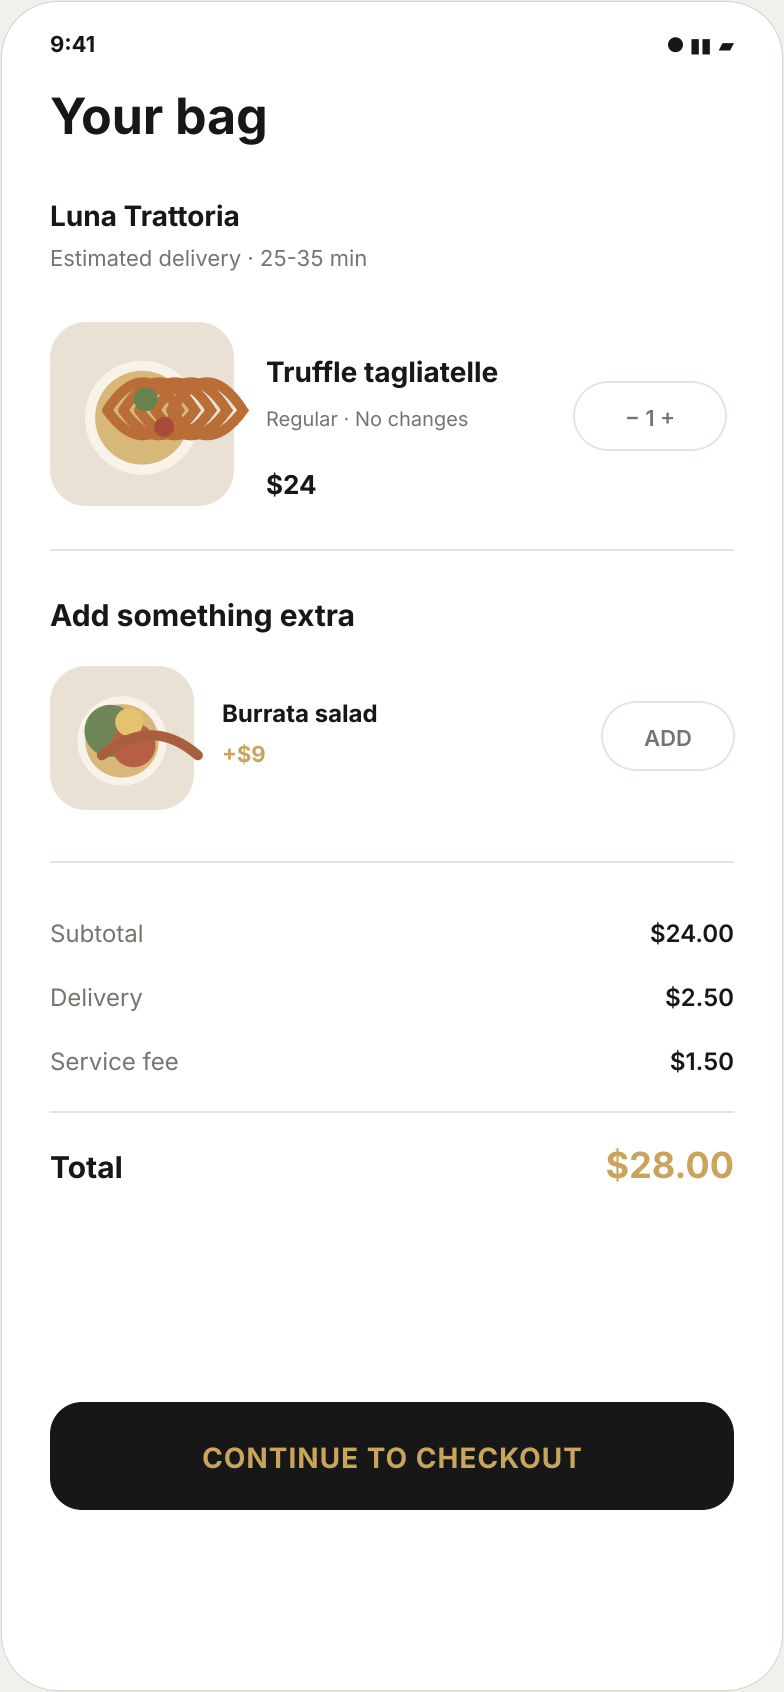 9:41
Your bag
Luna Trattoria
Estimated delivery · 25-35 min
Truffle tagliatelle
Regular · No changes
− 1 +
$24
Add something extra
Burrata salad
+$9
ADD
Subtotal $24.00
Delivery $2.50
Service fee $1.50
Total $28.00
CONTINUE TO CHECKOUT